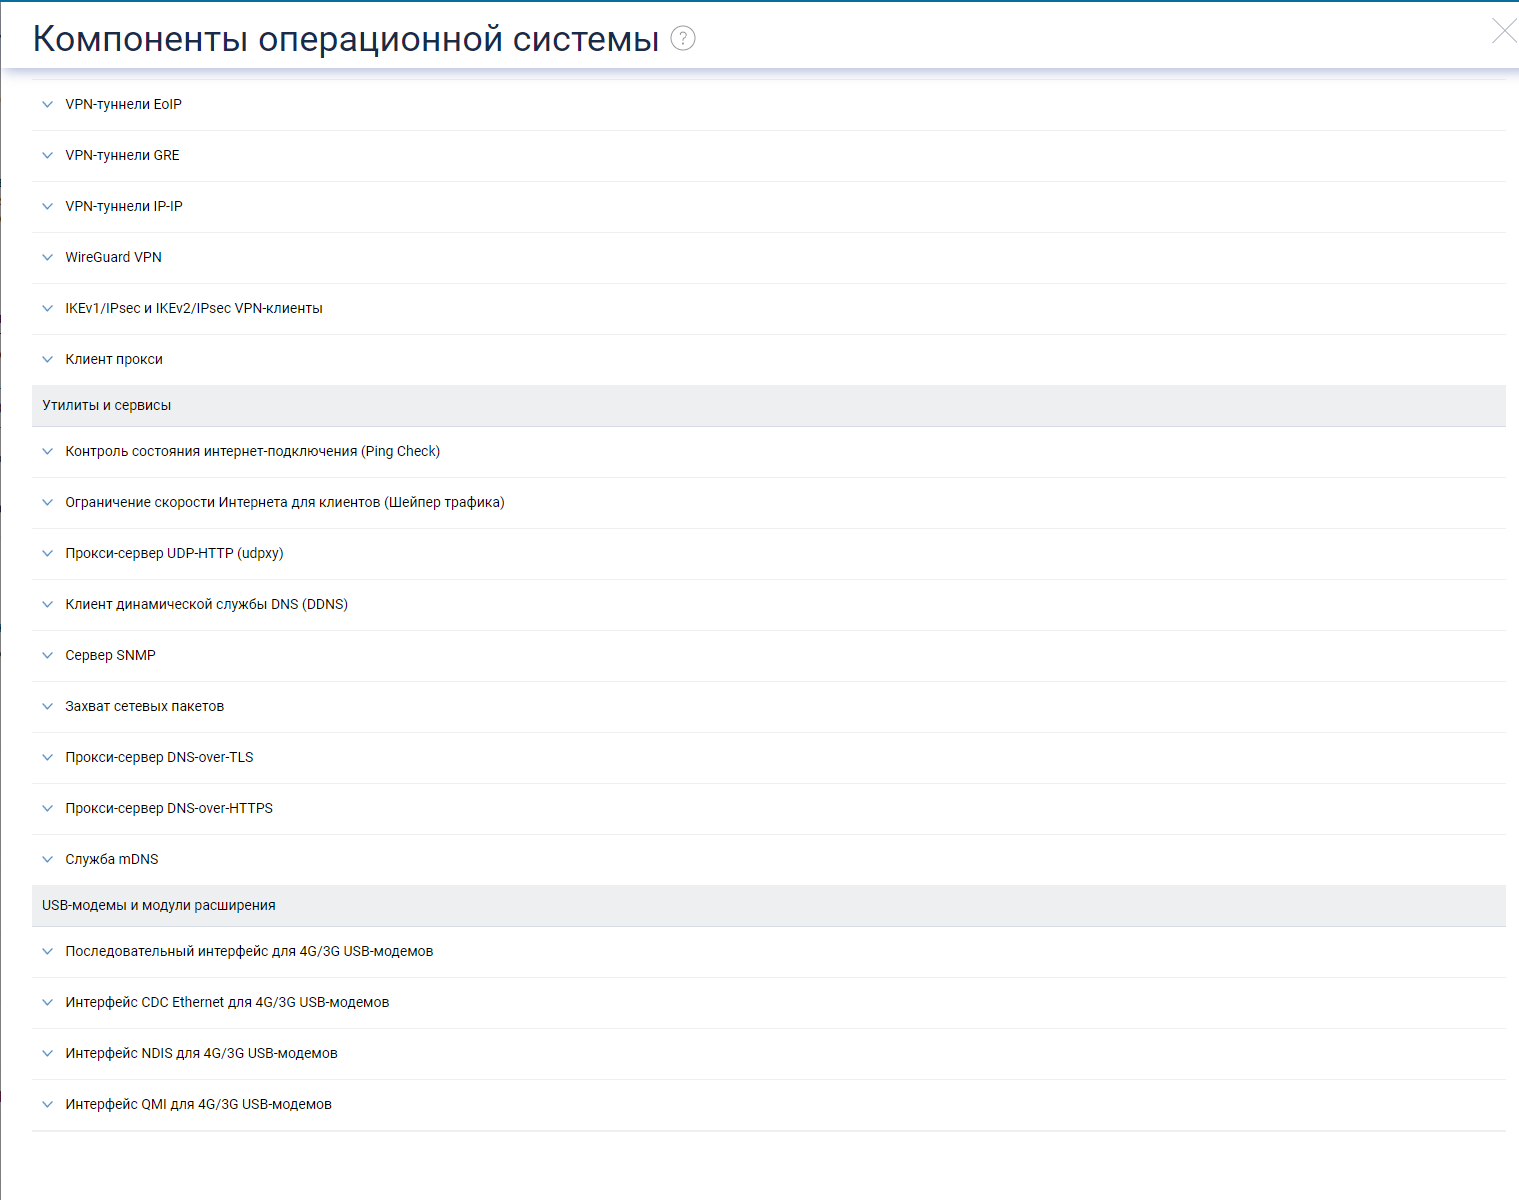 Компоненты операционной системы ?
VPN-туннели EoIP
VPN-туннели GRE
VPN-туннели IP-IP
WireGuard VPN
IKEv1/IPsec и IKEv2/IPsec VPN-клиенты
Клиент прокси
Утилиты и сервисы
Контроль состояния интернет-подключения (Ping Check)
Ограничение скорости Интернета для клиентов (Шейпер трафика)
Прокси-сервер UDP-HTTP (udpxy)
Клиент динамической службы DNS (DDNS)
Сервер SNMP
Захват сетевых пакетов
Прокси-сервер DNS-over-TLS
Прокси-сервер DNS-over-HTTPS
Служба mDNS
USB-модемы и модули расширения
Последовательный интерфейс для 4G/3G USB-модемов
Интерфейс CDC Ethernet для 4G/3G USB-модемов
Интерфейс NDIS для 4G/3G USB-модемов
Интерфейс QMI для 4G/3G USB-модемов